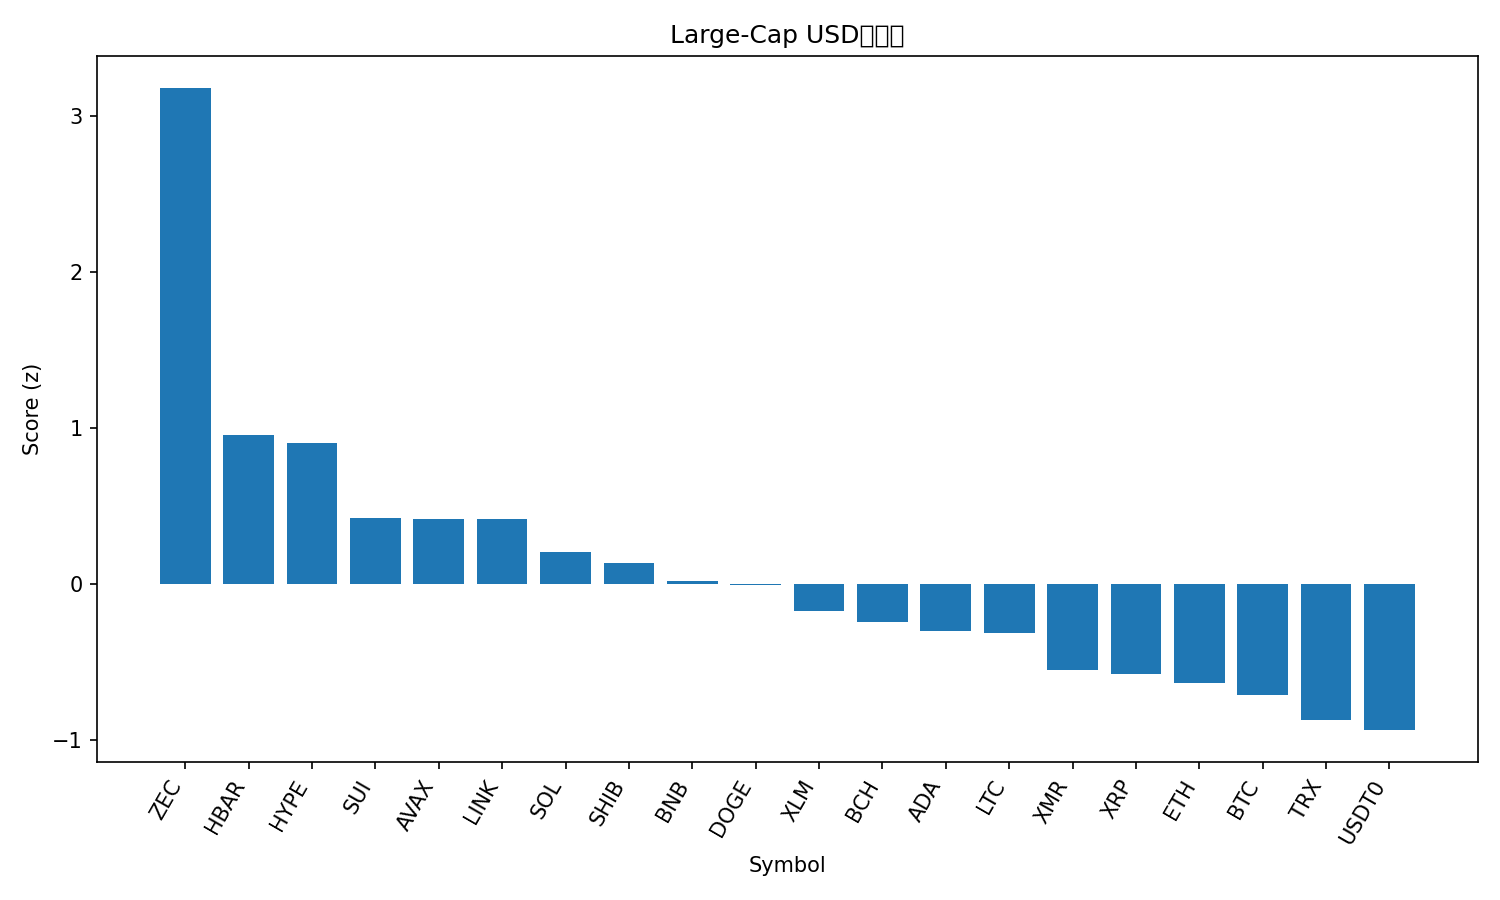 Large-Cap USD
Score (z)
3
2
1
0
−1
ZEC
HBAR
HYPE
SUI
AVAX
LINK
SOL
SHIB
BNB
DOGE
XLM
BCH
ADA
LTC
XMR
XRP
ETH
BTC
TRX
USDT0
Symbol